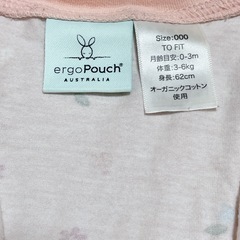 ergoPouch®
AUSTRALIA
Size: 000
TO FIT
月齢目安: 0-3m
体重: 3-6kg
身長: 62cm
オーガニックコットン
使用